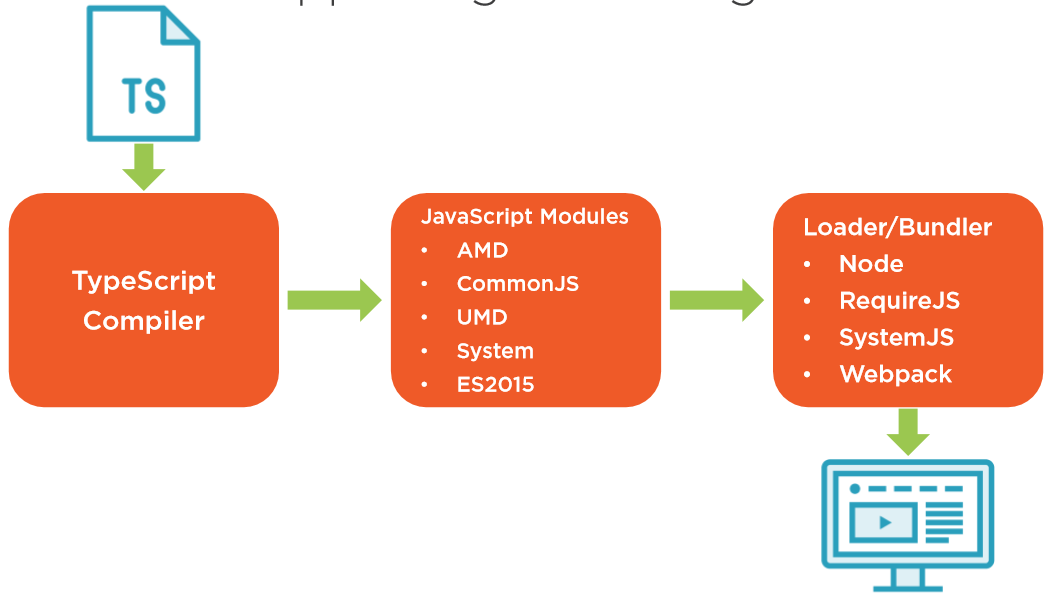 TS
TypeScript
Compiler
JavaScript Modules
• AMD
• CommonJS
• UMD
• System
• ES2015
Loader/Bundler
• Node
• RequireJS
• SystemJS
• Webpack